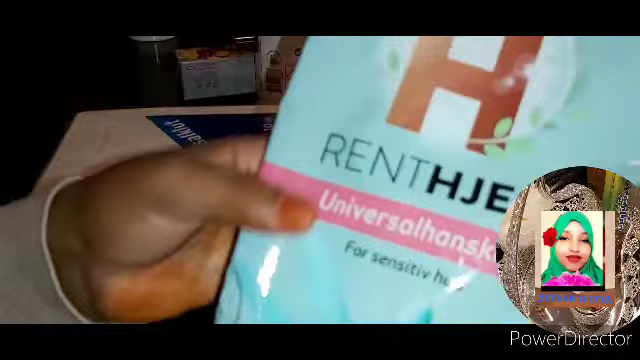 H
RENTHJE
Universalhansk
For sensitiv hu
PowerDirector